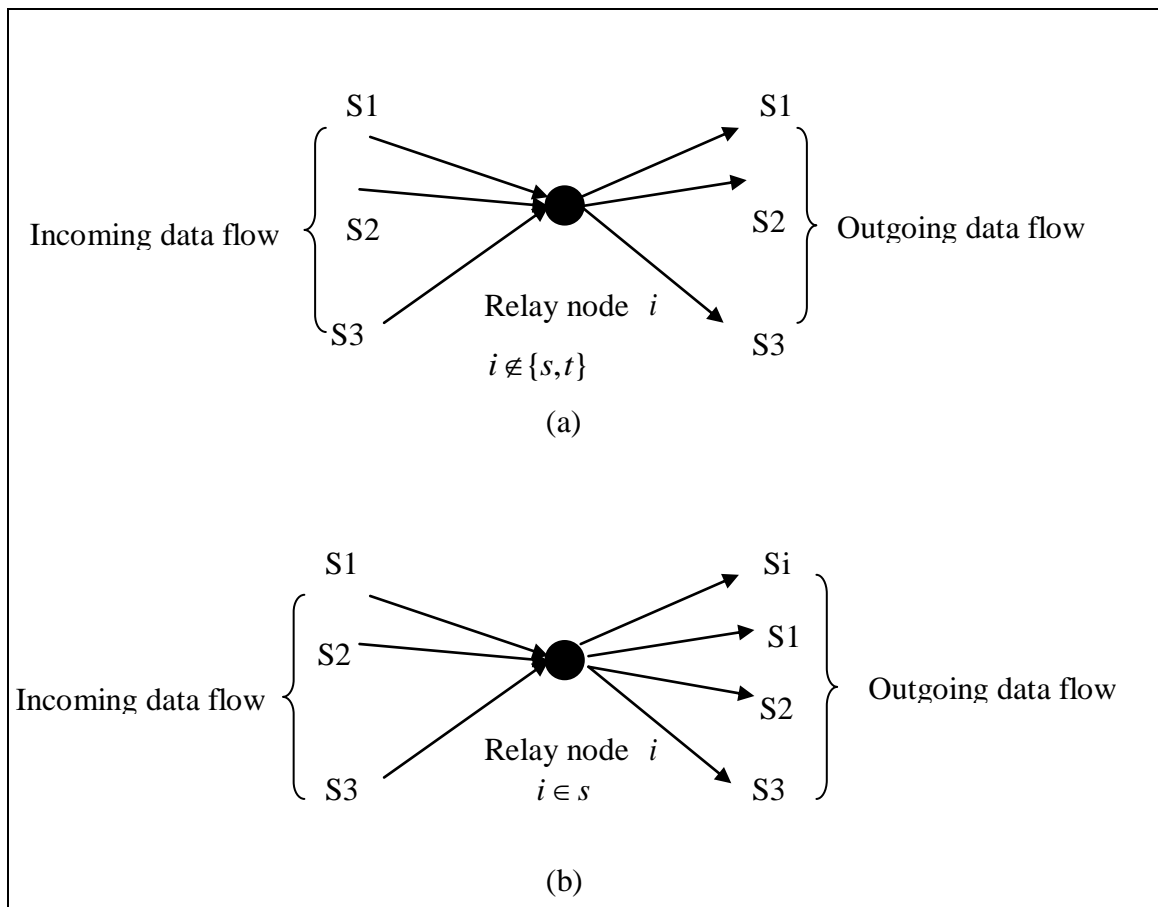 S1
S1
Incoming data flow
S2
S2
Outgoing data flow
S3
S3
Relay node i
i ∉ {s,t}
(a)
S1
Si
S1
S2
S2
Incoming data flow
Outgoing data flow
S3
S3
Relay node i
i ∈ s
(b)